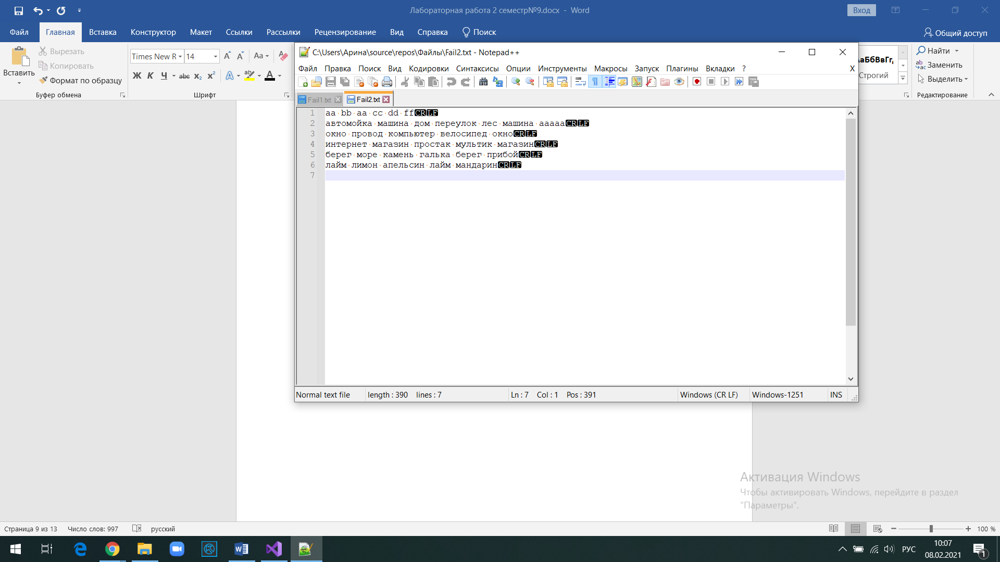 Лабораторная работа 2 семестр№9.docx - Word
Вход
Файл Главная Вставка Конструктор Макет Ссылки Рассылки Рецензирование Вид Справка Поиск
Общий доступ
Вставить
Вырезать
Копировать
Формат по образцу
Буфер обмена
Times New R 14
Аа
Ж К Ч abc x₂ x²
Шрифт
C:\Users\Арина\source\repos\Файлы\Fail2.txt - Notepad++
Файл Правка Поиск Вид Кодировки Синтаксисы Опции Инструменты Макросы Запуск Плагины Вкладки ? X
Fail1.txt Fail2.txt
1 aa bb aa cc dd ffCRLF
2 автомойка машина дом переулок лес машина aaaaaCRLF
3 окно провод компьютер велосипед окноCRLF
4 интернет магазин простак мультик магазинCRLF
5 берег море камень галька берег прибойCRLF
6 лайм лимон апельсин лайм мандаринCRLF
7
Normal text file length : 390 lines : 7 Ln : 7 Col : 1 Pos : 391 Windows (CR LF) Windows-1251 INS
Строгий
Найти
Заменить
Выделить
Редактирование
Активация Windows
Чтобы активировать Windows, перейдите в раздел
"Параметры".
Страница 9 из 13 Число слов: 997 русский
100 %
РУС
10:07
08.02.2021
1